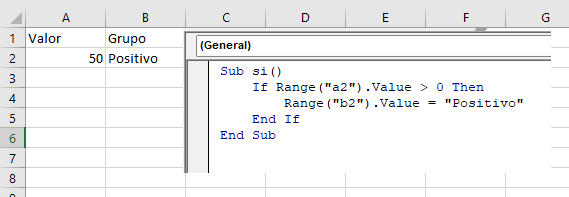 A B C D E F G
1 Valor Grupo
(General)
2 50 Positivo
Sub si()
3
If Range("a2").Value > 0 Then
4
Range("b2").Value = "Positivo"
5
End If
6
End Sub
7
8